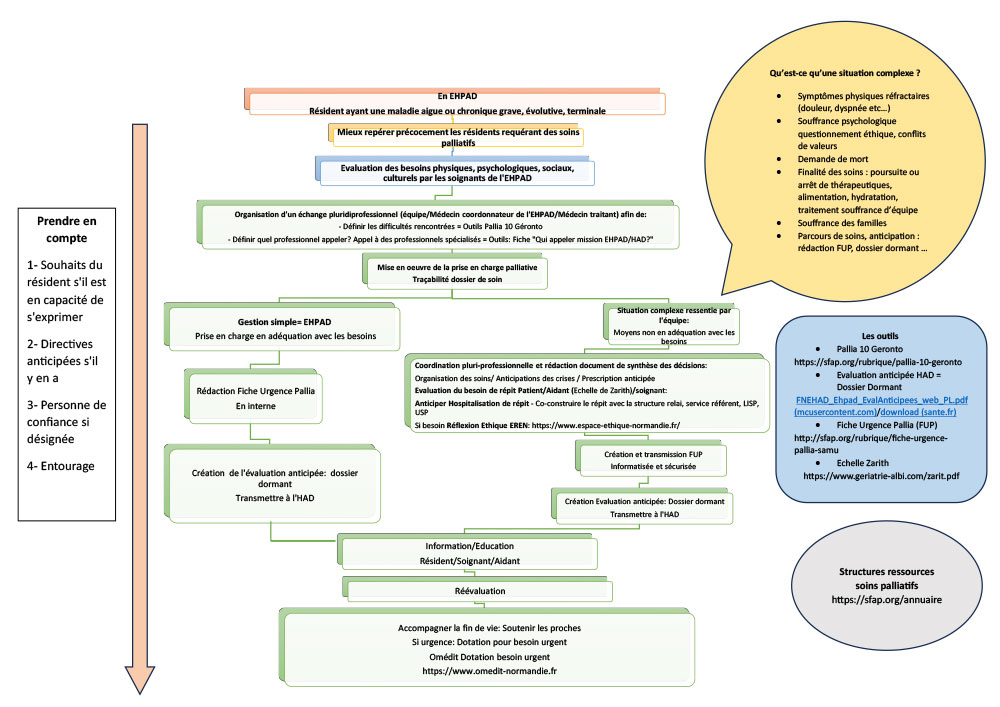 Prendre en
compte
1- Souhaits du
résident s'il est
en capacité de
s'exprimer
2- Directives
anticipées s'il
y en a
3- Personne de
confiance si
désignée
4- Entourage
En EHPAD
Résident ayant une maladie aigue ou chronique grave, évolutive, terminale
Mieux repérer précocement les résidents requérant des soins
palliatifs
Evaluation des besoins physiques, psychologiques, sociaux,
culturels par les soignants de l'EHPAD
Organisation d'un échange pluridiprofessionnel (équipe/Médecin coordonnateur de l'EHPAD/Médecin traitant) afin de:
- Définir les difficultés rencontrées = Outils Pallia 10 Géronto
- Définir quel professionnel appeler? Appel à des professionnels spécialisés = Outils: Fiche "Qui appeler mission EHPAD/HAD?"
Mise en oeuvre de la prise en charge palliative
Traçabilité dossier de soin
Gestion simple= EHPAD
Prise en charge en adéquation avec les besoins
Rédaction Fiche Urgence Pallia
En interne
Création de l'évaluation anticipée: dossier
dormant
Transmettre à l'HAD
Situation complexe ressentie par
l'équipe:
Moyens non en adéquation avec les
besoins
Coordination pluri-professionnelle et rédaction document de synthèse des décisions:
Organisation des soins/ Anticipations des crises / Prescription anticipée
Evaluation du besoin de répit Patient/Aidant (Echelle de Zarith)/soignant:
Anticiper Hospitalisation de répit - Co-construire le répit avec la structure relai, service référent, LISP,
USP
Si besoin Réflexion Ethique EREN: https://www.espace-ethique-normandie.fr/
Création et transmission FUP
Informatisée et sécurisée
Création Evaluation anticipée: Dossier dormant
Transmettre à l'HAD
Information/Education
Résident/Soignant/Aidant
Réévaluation
Accompagner la fin de vie: Soutenir les proches
Si urgence: Dotation pour besoin urgent
Omédit Dotation besoin urgent
https://www.omedit-normandie.fr
Qu'est-ce qu'une situation complexe ?
• Symptômes physiques réfractaires
(douleur, dyspnée etc...)
• Souffrance psychologique
questionnement éthique, conflits
de valeurs
• Demande de mort
• Finalité des soins : poursuite ou
arrêt de thérapeutiques,
alimentation, hydratation,
traitement souffrance d'équipe
• Souffrance des familles
• Parcours de soins, anticipation :
rédaction FUP, dossier dormant ...
Les outils
• Pallia 10 Geronto
https://sfap.org/rubrique/pallia-10-geronto
• Evaluation anticipée HAD =
Dossier Dormant
FNEHAD_Ehpad_EvalAnticipees_web_PL.pdf
(mcusercontent.com)/download (sante.fr)
• Fiche Urgence Pallia (FUP)
http://sfap.org/rubrique/fiche-urgence-
pallia-samu
• Echelle Zarith
https://www.geriatrie-albi.com/zarit.pdf
Structures ressources
soins palliatifs
https://sfap.org/annuaire